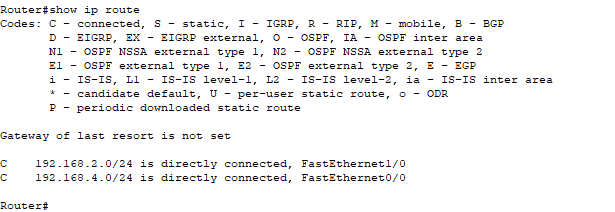 Router#show ip route
Codes: C - connected, S - static, I - IGRP, R - RIP, M - mobile, B - BGP
       D - EIGRP, EX - EIGRP external, O - OSPF, IA - OSPF inter area
       N1 - OSPF NSSA external type 1, N2 - OSPF NSSA external type 2
       E1 - OSPF external type 1, E2 - OSPF external type 2, E - EGP
       i - IS-IS, L1 - IS-IS level-1, L2 - IS-IS level-2, ia - IS-IS inter area
       * - candidate default, U - per-user static route, o - ODR
       P - periodic downloaded static route

Gateway of last resort is not set

C    192.168.2.0/24 is directly connected, FastEthernet1/0
C    192.168.4.0/24 is directly connected, FastEthernet0/0

Router#